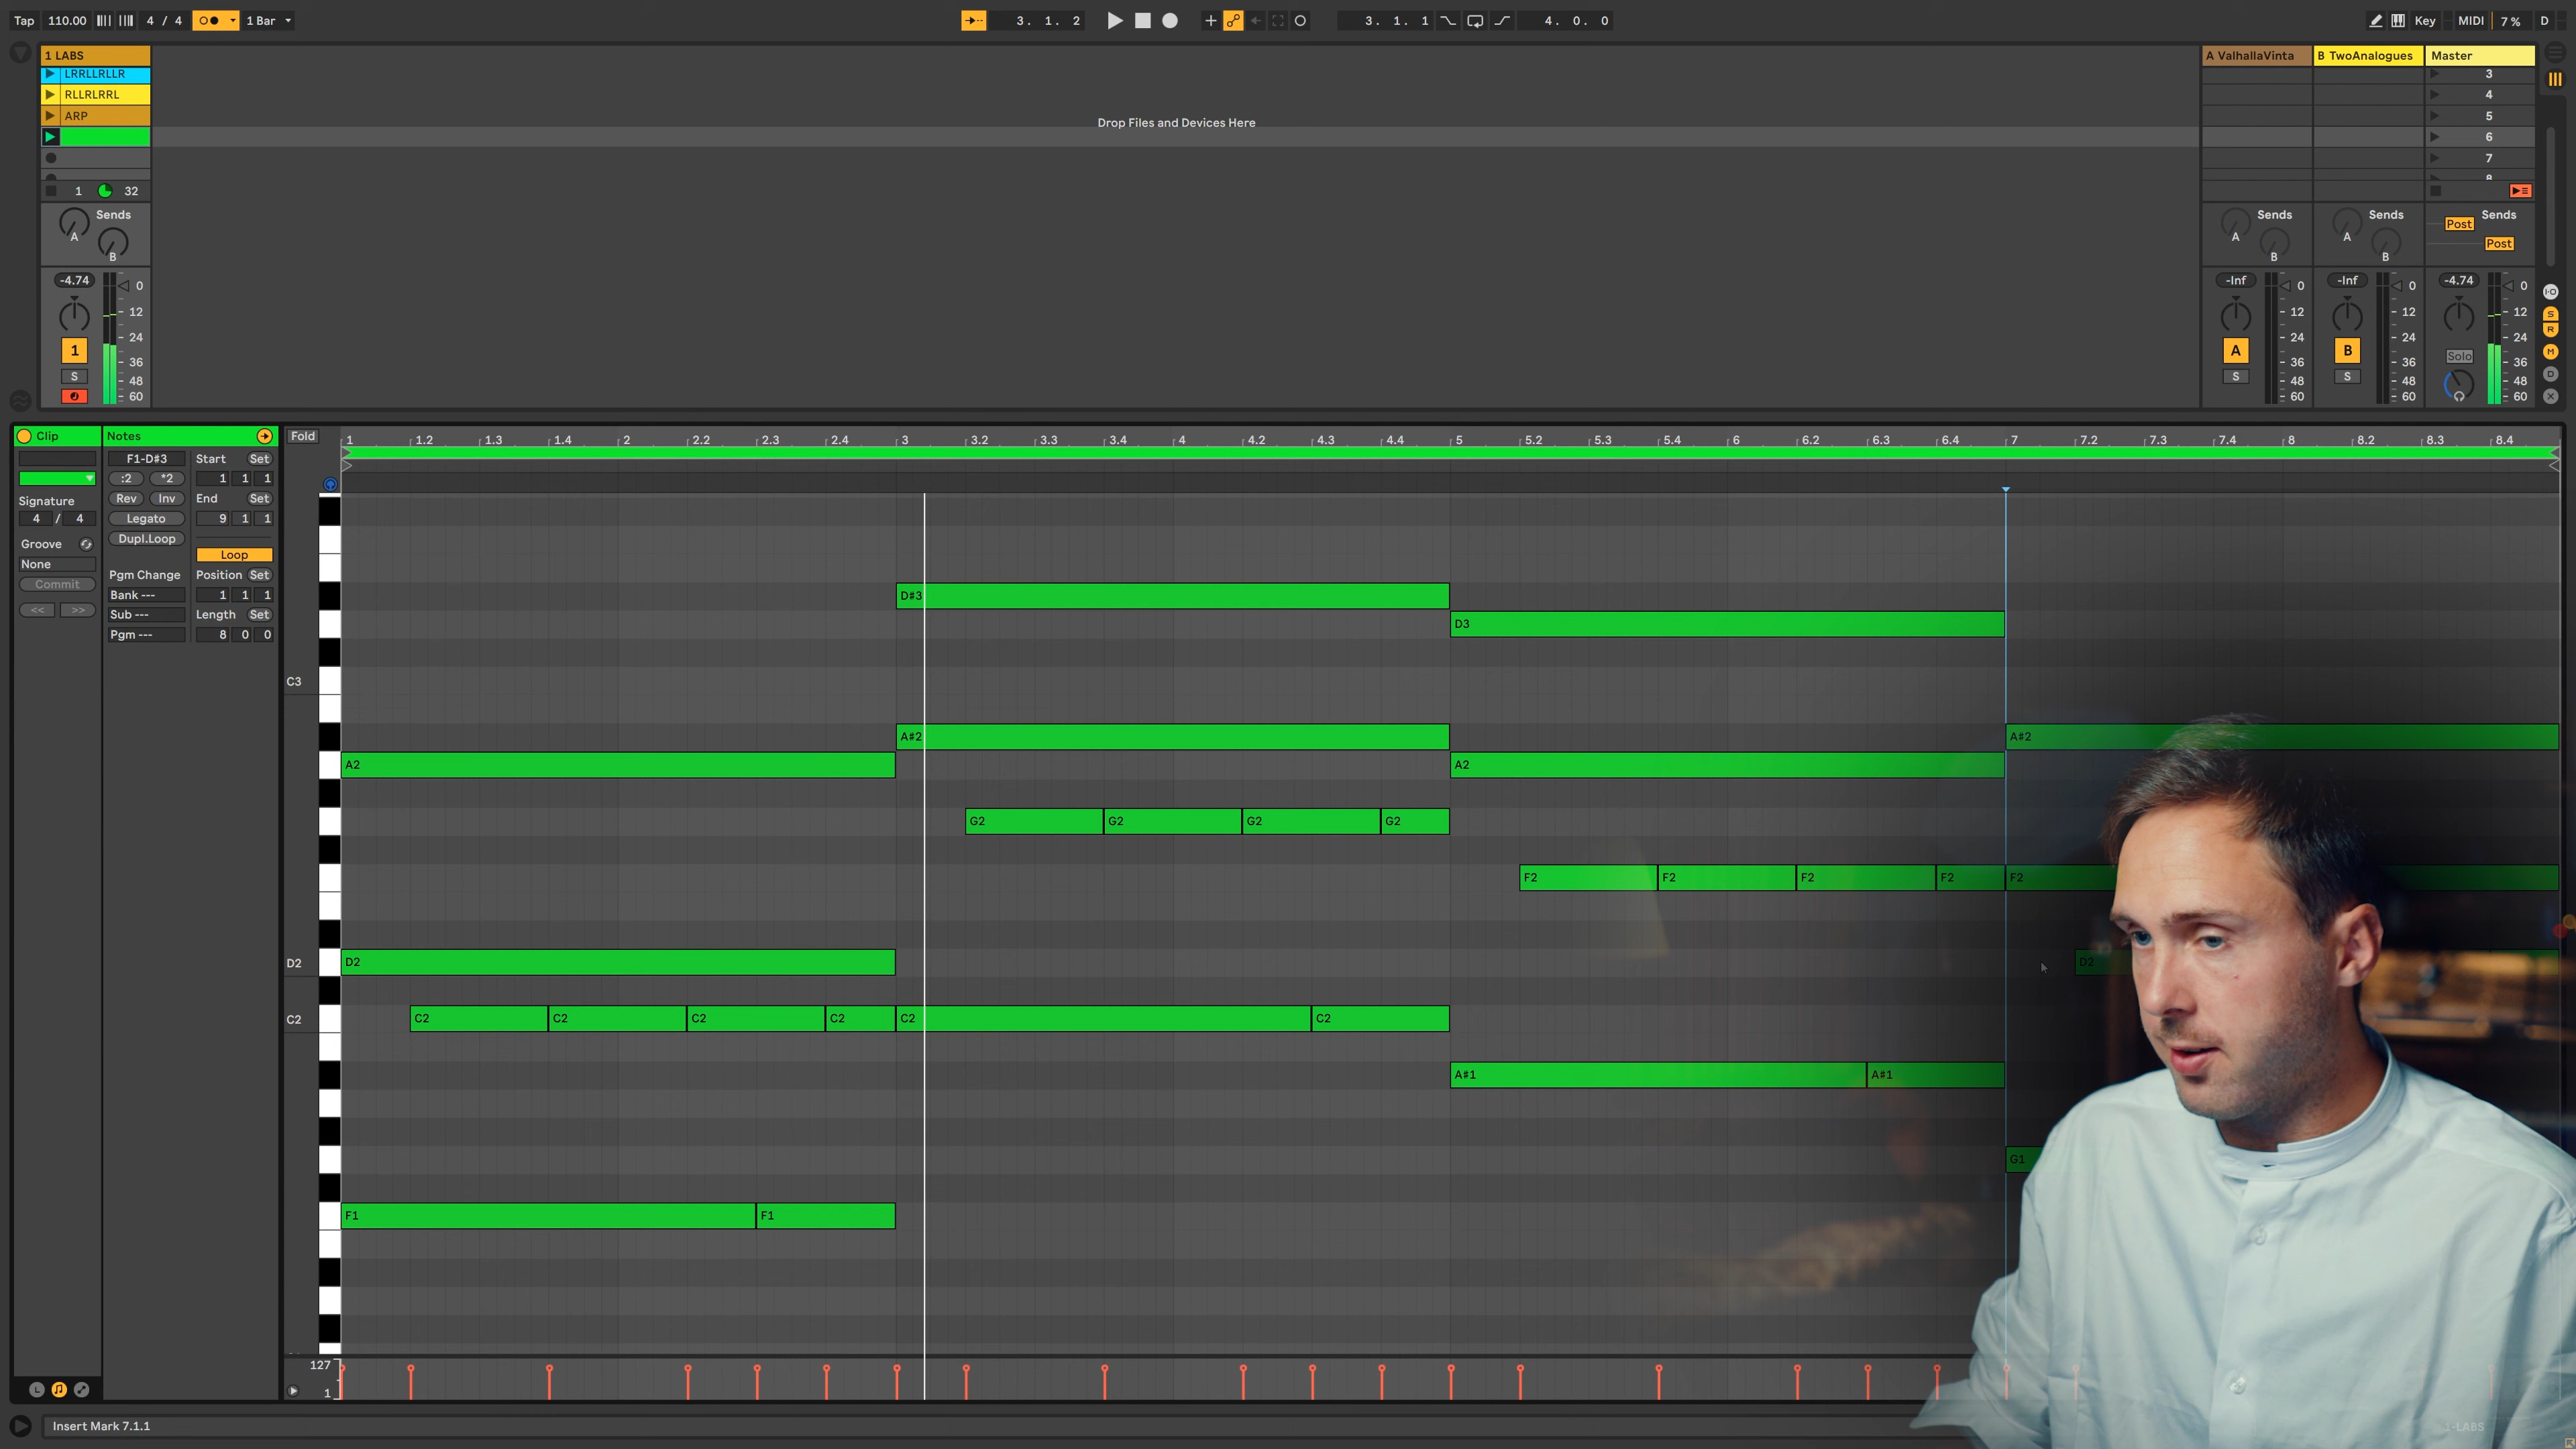 Tap 110.00 4 / 4 1 Bar 3. 1. 2 3. 1. 1 4. 0. 0 Key MIDI 7 % D
1 LABS A ValhallaVinta B TwoAnalogues Master
LRRLLRLLR 3
RLLRLRRL 4
ARP 5
Drop Files and Devices Here
6
7
1 32
Sends Sends Sends Sends
A B A B A B Post
Post
-4.74 0 -Inf 0 -Inf 0 -4.74 0
12 12 12 12
24 24 24 24
1 36 A 36 B 36 Solo 36
S 48 S 48 S 48 48
60 60 60 60
I·O
S
R
M
D
X
Clip Notes Fold 1 1.2 1.3 1.4 2 2.2 2.3 2.4 3 3.2 3.3 3.4 4 4.2 4.3 4.4 5 5.2 5.3 5.4 6 6.2 6.3 6.4 7 7.2 7.3 7.4 8 8.2 8.3 8.4
F1-D#3 Start Set
:2 *2 1 1 1
Signature Rev Inv End Set
4 / 4 Legato 9 1 1
Groove Dupl.Loop
None Loop
Commit Pgm Change Position Set
<< >> Bank --- 1 1 1
Sub --- Length Set
Pgm --- 8 0 0
D#3
D3
C3
A#2 A#2
A2 A2
G2 G2 G2 G2
F2 F2 F2 F2 F2
D2 D2 D2
C2 C2 C2 C2 C2 C2 C2
A#1 A#1
G1
F1 F1
127
1
L
Insert Mark 7.1.1
1-LABS